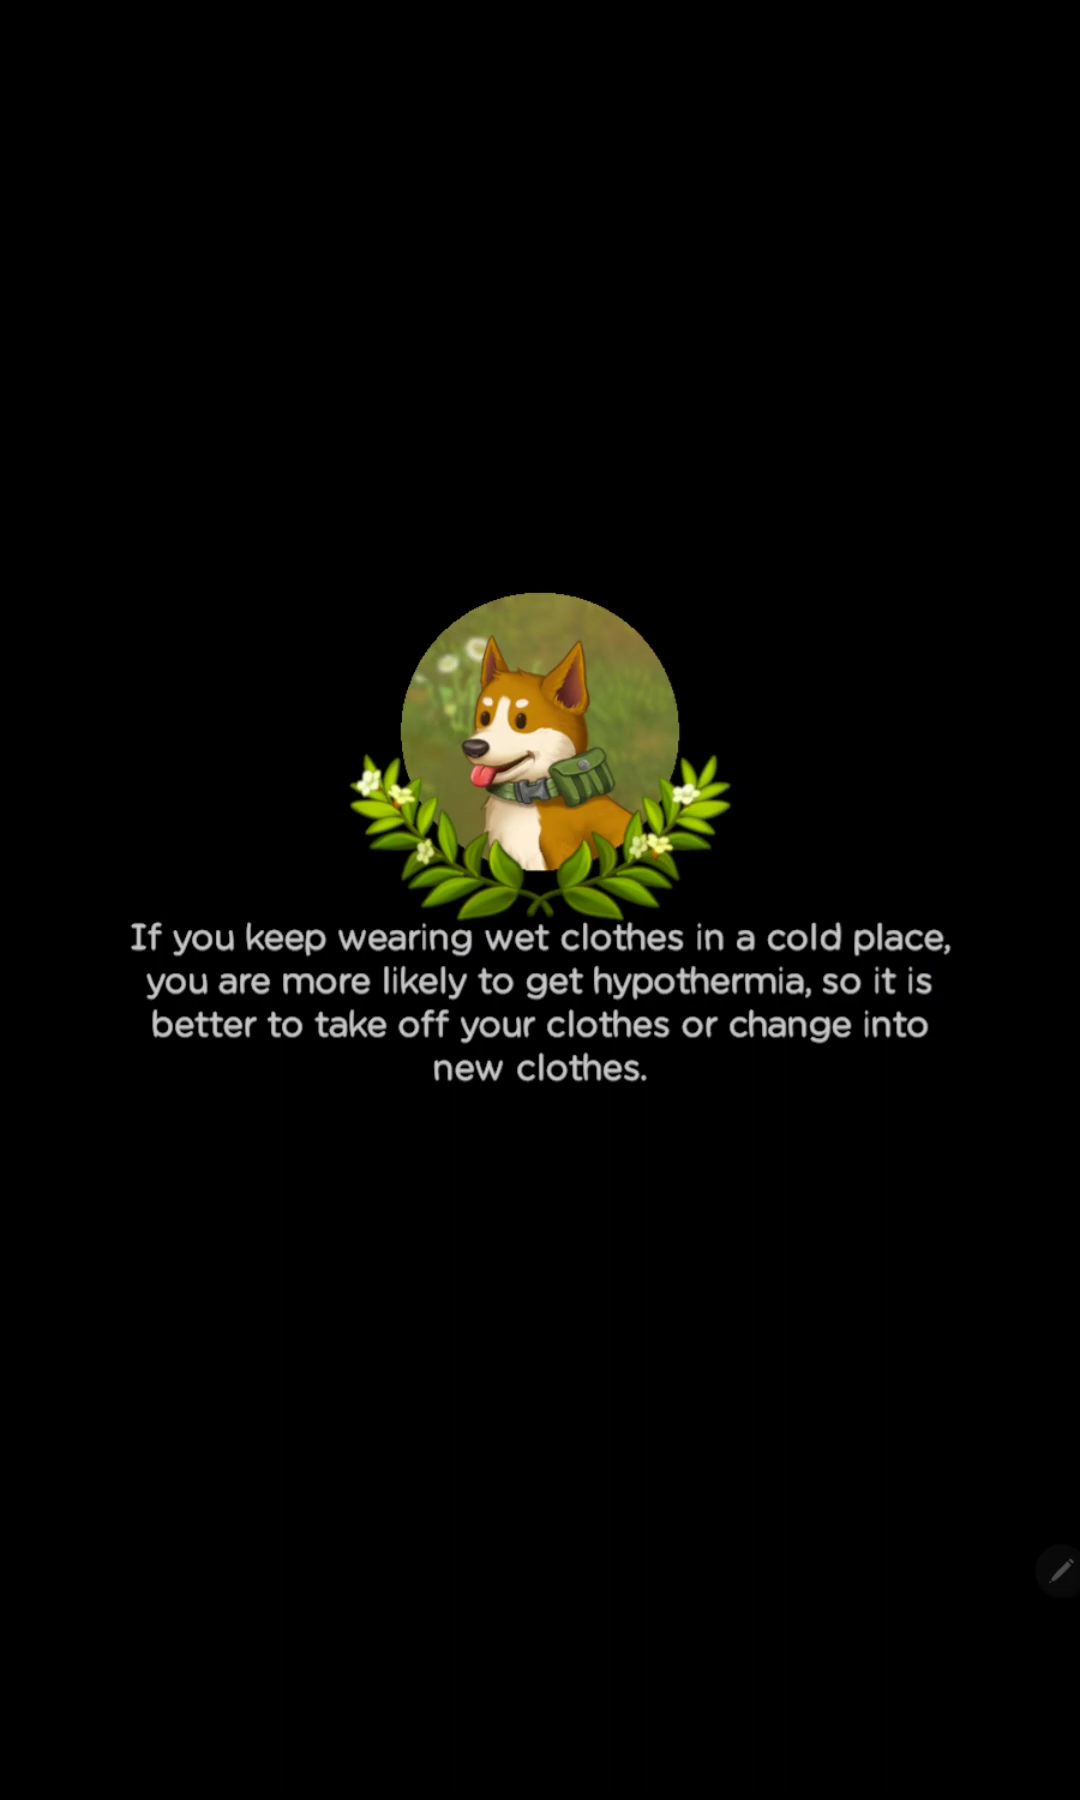 If you keep wearing wet clothes in a cold place,
you are more likely to get hypothermia, so it is
better to take off your clothes or change into
new clothes.